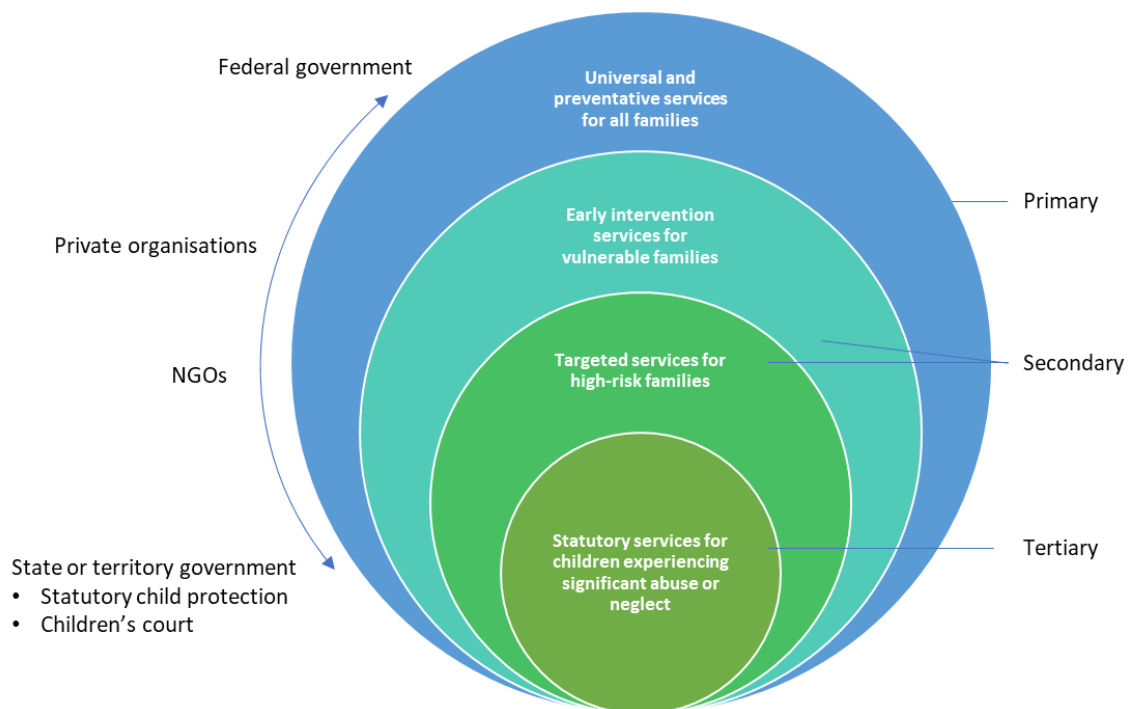 Federal government
Universal and
preventative services
for all families
Primary
Early intervention
services for
vulnerable families
Private organisations
NGOs
Targeted services for
high-risk families
Secondary
Statutory services for
children experiencing
significant abuse or
neglect
Tertiary
State or territory government
• Statutory child protection
• Children’s court